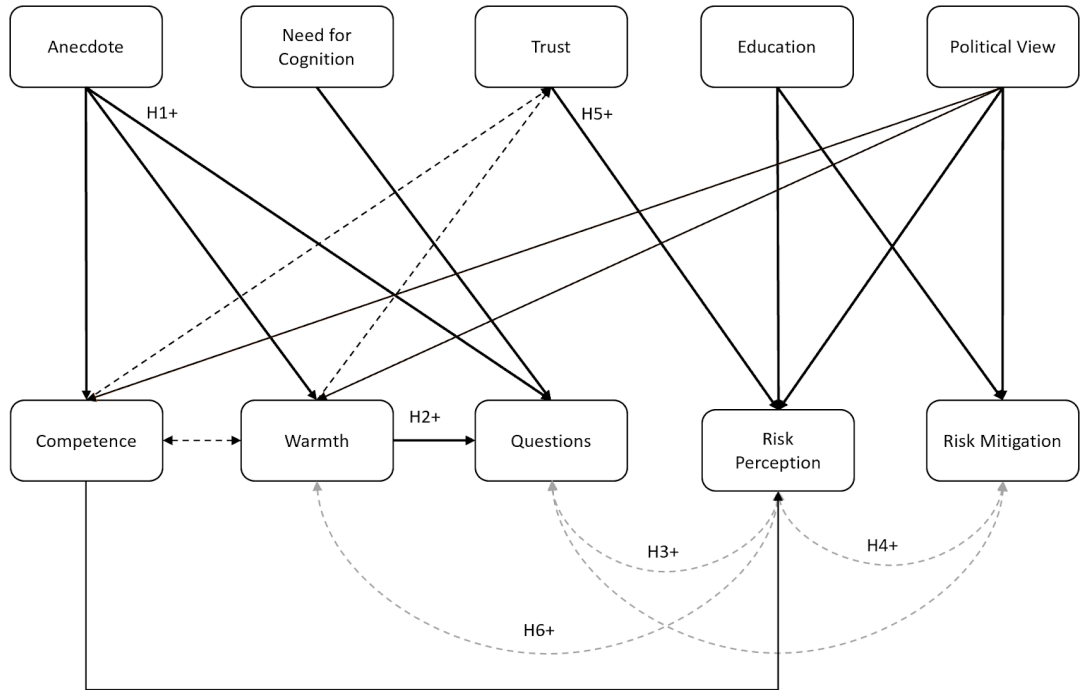 Anecdote
Need for
Cognition
Trust
Education
Political View
H1+
H5+
Competence
Warmth
H2+
Questions
Risk
Perception
Risk Mitigation
H3+
H4+
H6+